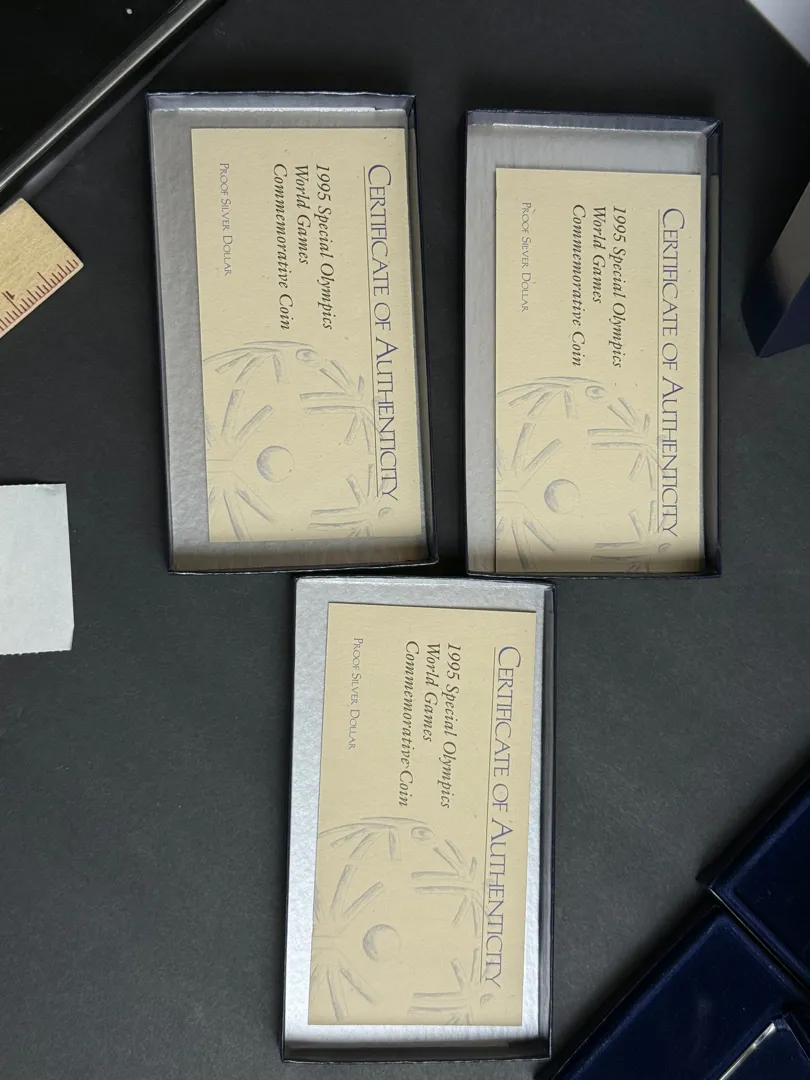 CERTIFICATE OF AUTHENTICITY
1995 Special Olympics
World Games
Commemorative Coin
PROOF SILVER DOLLAR
CERTIFICATE OF AUTHENTICITY
1995 Special Olympics
World Games
Commemorative Coin
PROOF SILVER DOLLAR
CERTIFICATE OF AUTHENTICITY
1995 Special Olympics
World Games
Commemorative Coin
PROOF SILVER DOLLAR